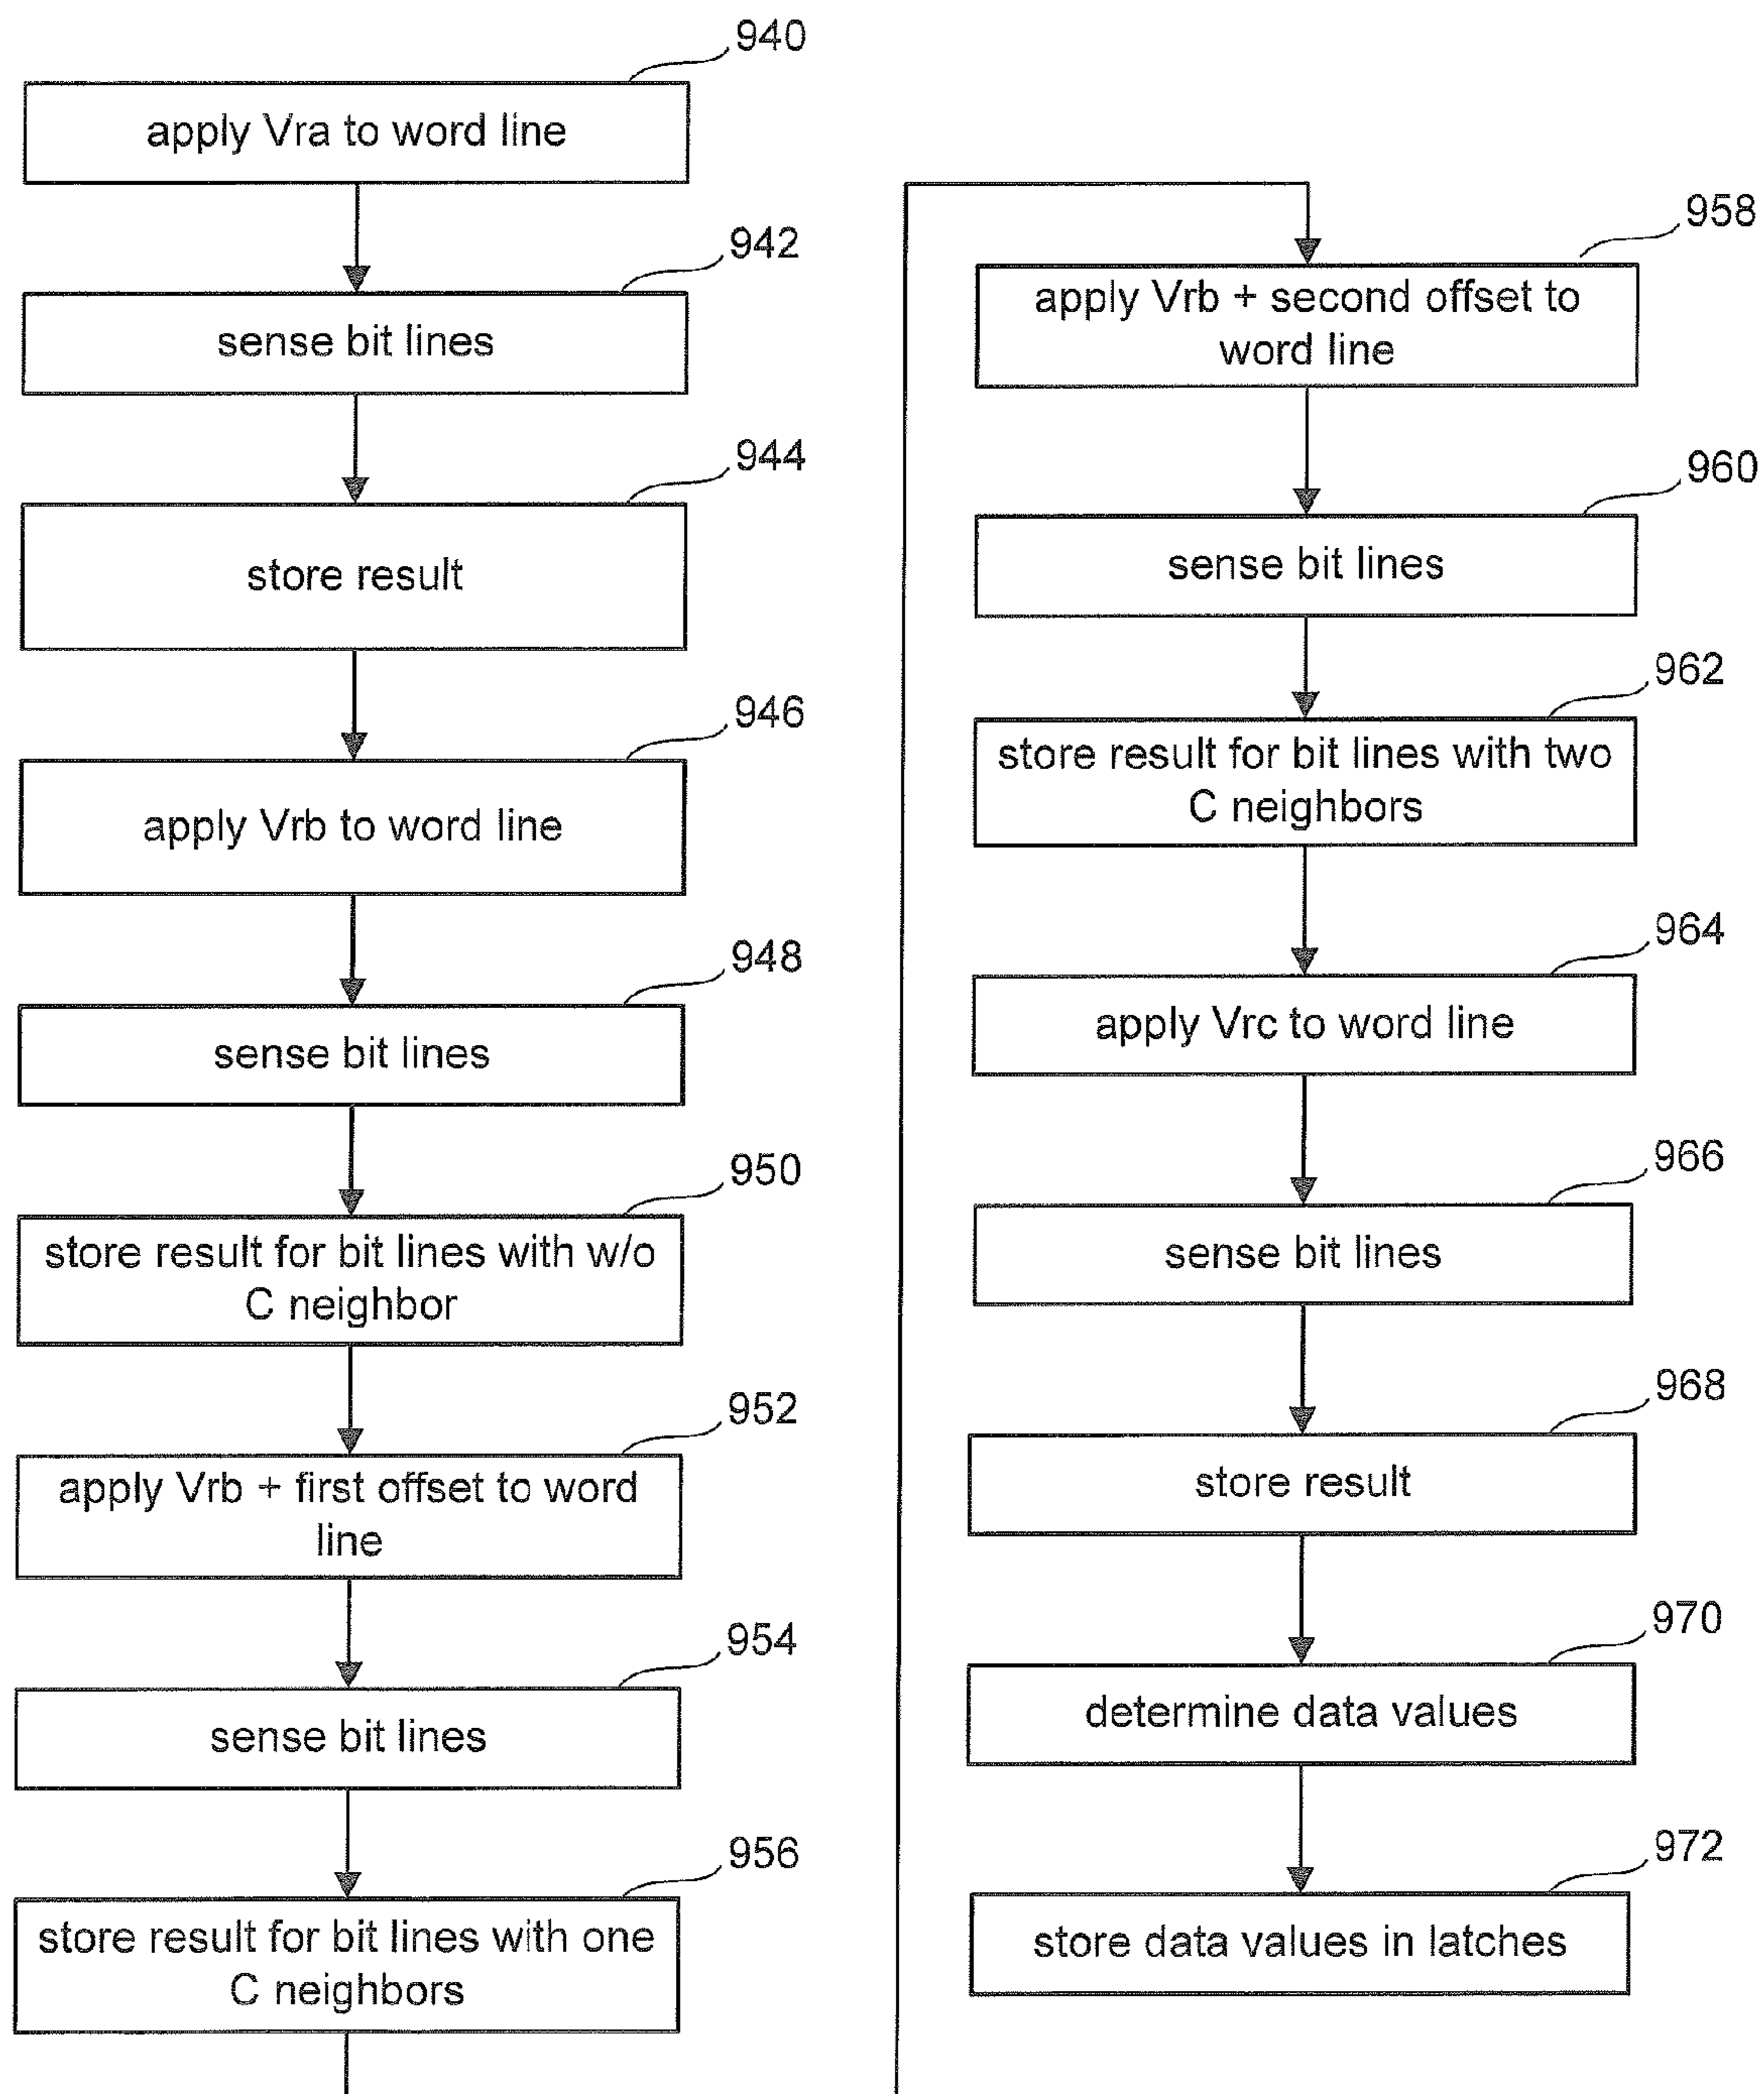 940
apply Vra to word line
942
sense bit lines
944
store result
946
apply Vrb to word line
948
sense bit lines
950
store result for bit lines with w/o
C neighbor
952
apply Vrb + first offset to word
line
954
sense bit lines
956
store result for bit lines with one
C neighbors
958
apply Vrb + second offset to
word line
960
sense bit lines
962
store result for bit lines with two
C neighbors
964
apply Vrc to word line
966
sense bit lines
968
store result
970
determine data values
972
store data values in latches